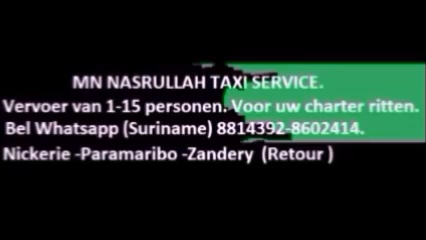 MN NASRULLAH TAXI SERVICE.
Vervoer van 1-15 personen. Voor uw charter ritten.
Bel Whatsapp (Suriname) 8814392-8602414.
Nickerie -Paramaribo -Zandery (Retour )